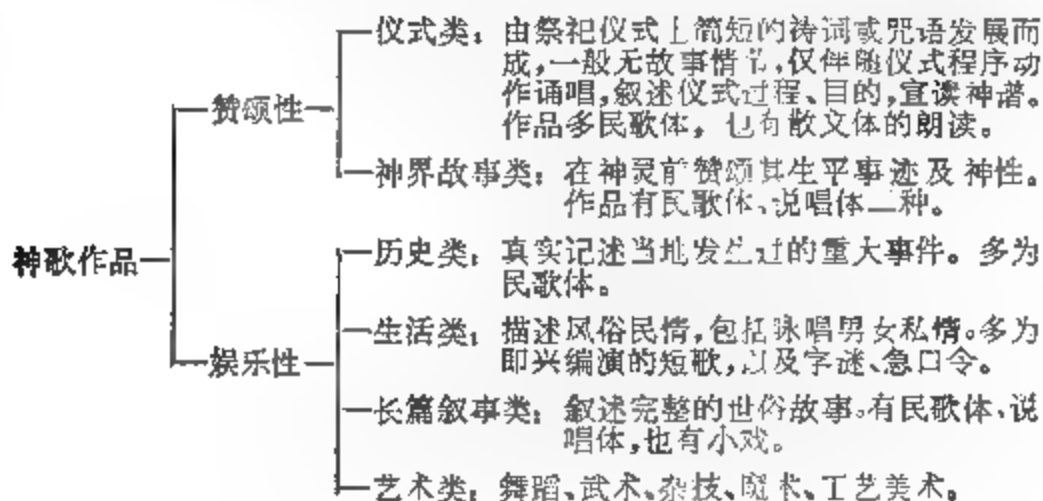 仪式类：由祭祀仪式上简短的祷词或咒语发展而
成，一般无故事情节，仅伴随仪式程序动
作诵唱，叙述仪式过程、目的，宣读神谱。
作品多民歌体，也有散文体的朗读。
赞颂性
神界故事类：在神灵前赞颂其生平事迹及神性。
作品有民歌体、说唱体二种。
神歌作品
历史类：真实记述当地发生过的重大事件。多为
民歌体。
生活类：描述风俗民情，包括咏唱男女私情。多为
即兴编演的短歌，以及字谜、急口令。
娱乐性
长篇叙事类：叙述完整的世俗故事。有民歌体、说
唱体，也有小戏。
艺术类：舞蹈、武术、杂技、魔术、工艺美术。